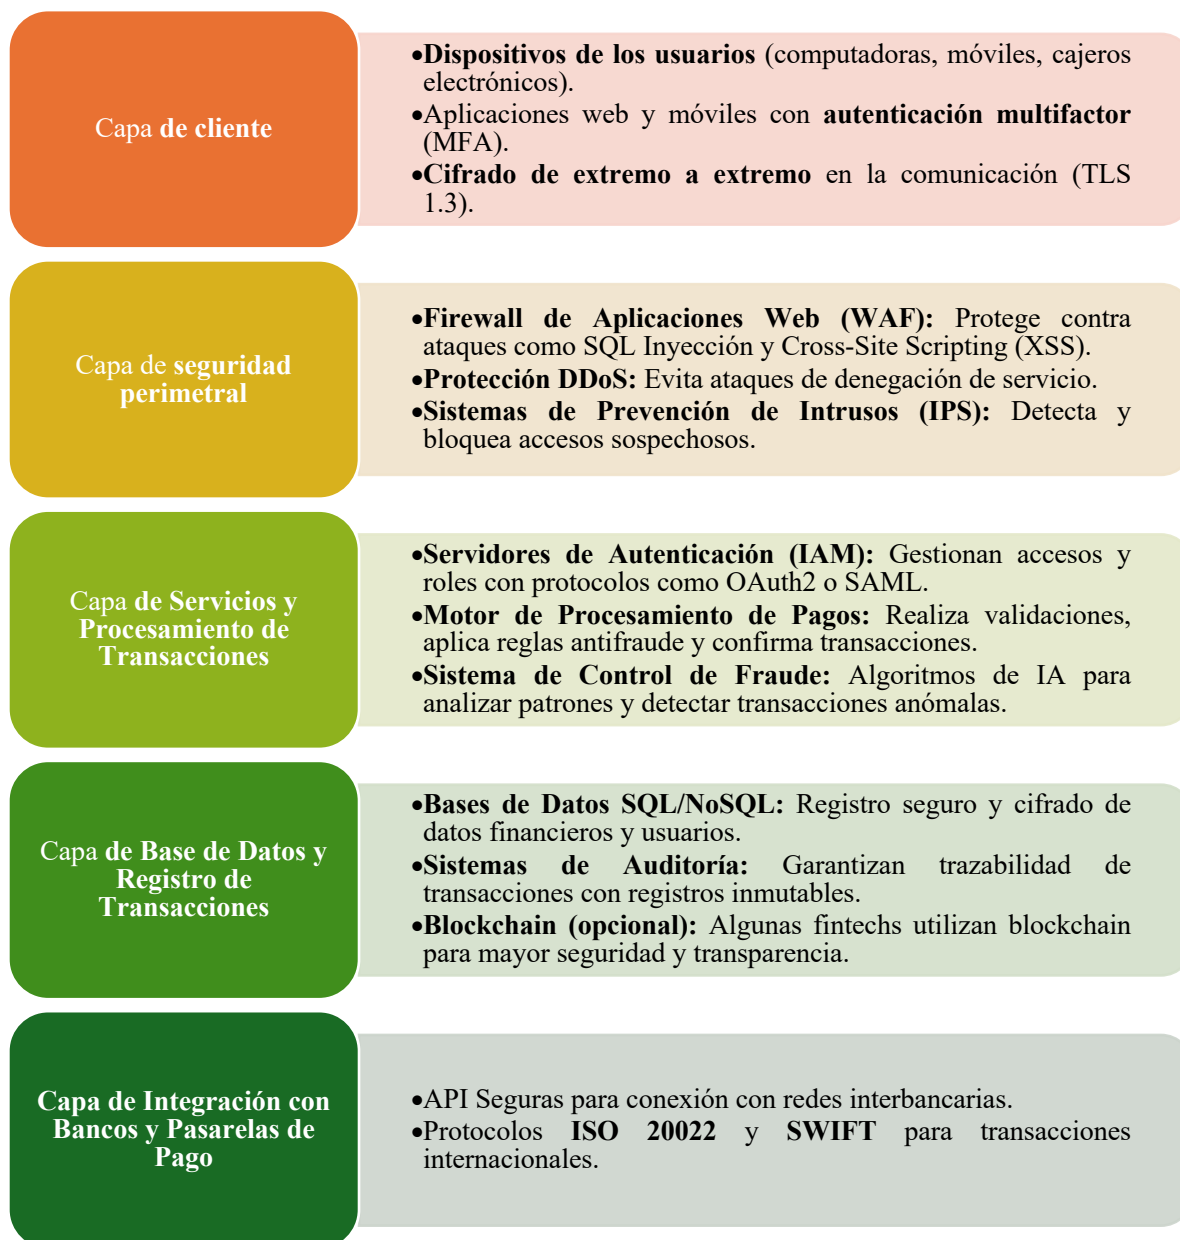 Capa de cliente
•Dispositivos de los usuarios (computadoras, móviles, cajeros
electrónicos).
•Aplicaciones web y móviles con autenticación multifactor
(MFA).
•Cifrado de extremo a extremo en la comunicación (TLS
1.3).
Capa de seguridad
perimetral
•Firewall de Aplicaciones Web (WAF): Protege contra
ataques como SQL Inyección y Cross-Site Scripting (XSS).
•Protección DDoS: Evita ataques de denegación de servicio.
•Sistemas de Prevención de Intrusos (IPS): Detecta y
bloquea accesos sospechosos.
Capa de Servicios y
Procesamiento de
Transacciones
•Servidores de Autenticación (IAM): Gestionan accesos y
roles con protocolos como OAuth2 o SAML.
•Motor de Procesamiento de Pagos: Realiza validaciones,
aplica reglas antifraude y confirma transacciones.
•Sistema de Control de Fraude: Algoritmos de IA para
analizar patrones y detectar transacciones anómalas.
Capa de Base de Datos y
Registro de
Transacciones
•Bases de Datos SQL/NoSQL: Registro seguro y cifrado de
datos financieros y usuarios.
•Sistemas de Auditoría: Garantizan trazabilidad de
transacciones con registros inmutables.
•Blockchain (opcional): Algunas fintechs utilizan blockchain
para mayor seguridad y transparencia.
Capa de Integración con
Bancos y Pasarelas de
Pago
•API Seguras para conexión con redes interbancarias.
•Protocolos ISO 20022 y SWIFT para transacciones
internacionales.